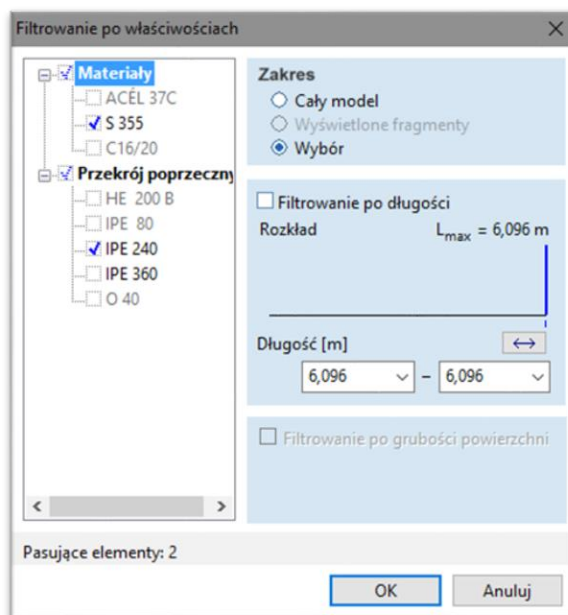 Filtrowanie po właściwościach
Materiały
ACÉL 37C
S 355
C16/20
Przekrój poprzeczny
HE 200 B
IPE 80
IPE 240
IPE 360
O 40
Zakres
Cały model
Wyświetlone fragmenty
Wybór
Filtrowanie po długości
Rozkład Lmax = 6,096 m
Długość [m]
6,096 – 6,096
Filtrowanie po grubości powierzchni
Pasujące elementy: 2
OK Anuluj